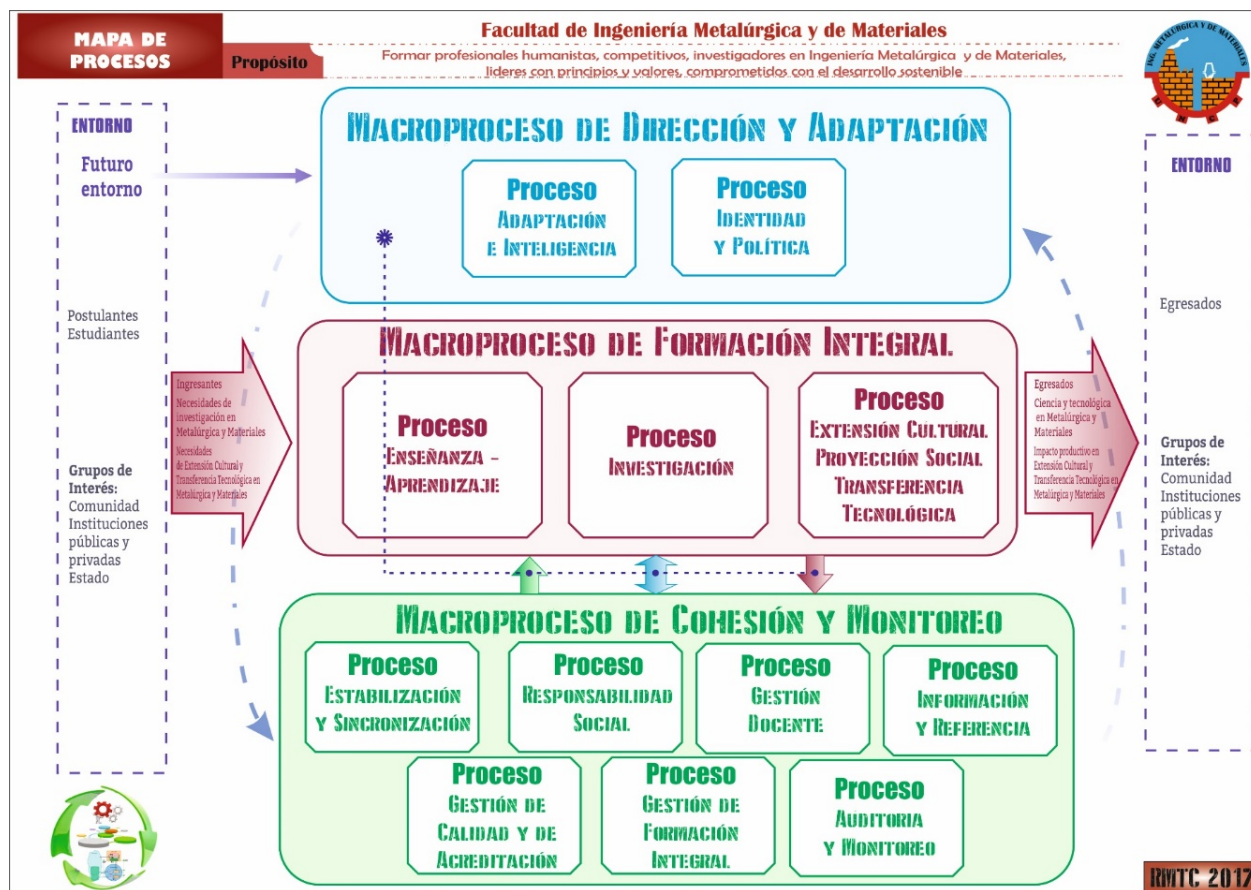 MAPA DE
PROCESOS
Propósito
Facultad de Ingeniería Metalúrgica y de Materiales
Formar profesionales humanistas, competitivos, investigadores en Ingeniería Metalúrgica y de Materiales,
lideres con principios y valores, comprometidos con el desarrollo sostenible
ING. METALÚRGICA Y DE MATERIALES
U N C P
ENTORNO
Futuro
entorno
Postulantes
Estudiantes
Grupos de
Interés:
Comunidad
Instituciones
públicas y
privadas
Estado
Ingresantes
Necesidades de
investigación en
Metalúrgica y Materiales
Necesidades
de Extensión Cultural y
Transferencia Tecnológica en
Metalúrgica y Materiales
MACROPROCESO DE DIRECCIÓN Y ADAPTACIÓN
Proceso
ADAPTACIÓN
E INTELIGENCIA
Proceso
IDENTIDAD
Y POLÍTICA
MACROPROCESO DE FORMACIÓN INTEGRAL
Proceso
ENSEÑANZA –
APRENDIZAJE
Proceso
INVESTIGACIÓN
Proceso
EXTENSIÓN CULTURAL
PROYECCIÓN SOCIAL
TRANSFERENCIA
TECNOLÓGICA
MACROPROCESO DE COHESIÓN Y MONITOREO
Proceso
ESTABILIZACIÓN
Y SINCRONIZACIÓN
Proceso
RESPONSABILIDAD
SOCIAL
Proceso
GESTIÓN
DOCENTE
Proceso
INFORMACIÓN
Y REFERENCIA
Proceso
GESTIÓN DE
CALIDAD Y DE
ACREDITACIÓN
Proceso
GESTIÓN DE
FORMACIÓN
INTEGRAL
Proceso
AUDITORIA
Y MONITOREO
Egresados
Ciencia y tecnológica
en Metalúrgica y
Materiales
Impacto productivo en
Extensión Cultural y
Transferencia Tecnológica en
Metalúrgica y Materiales
ENTORNO
Egresados
Grupos de
Interés:
Comunidad
Instituciones
públicas y
privadas
Estado
RMTC 2017